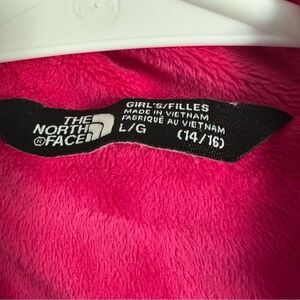 THE
NORTH
®FACE
GIRL'S/FILLES
MADE IN VIETNAM
FABRIQUÉ AU VIETNAM
L/G (14/16)